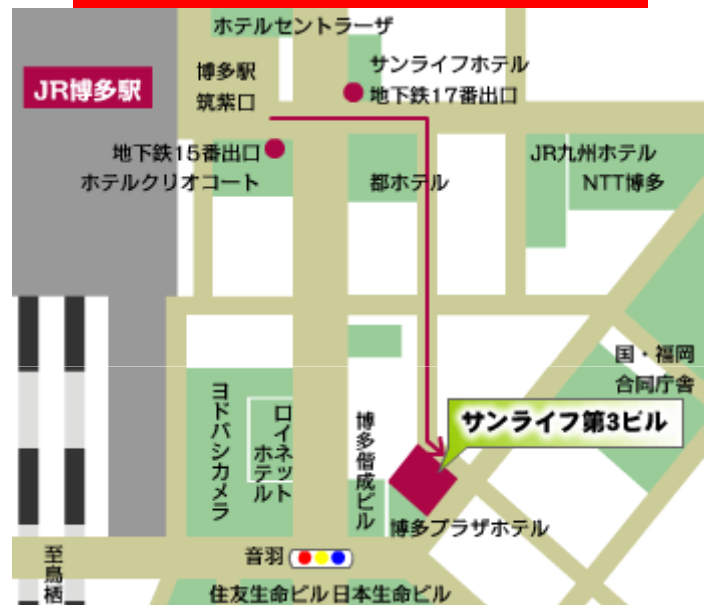 ホテルセントラーザ
JR博多駅
博多駅
筑紫口
サンライフホテル
地下鉄17番出口
地下鉄15番出口
ホテルクリオコート
都ホテル
JR九州ホテル
NTT博多
国・福岡
合同庁舎
ヨドバシカメラ
ロイネット
ホテル
博多偕成ビル
サンライフ第3ビル
博多プラザホテル
音羽
至鳥栖
住友生命ビル
日本生命ビル